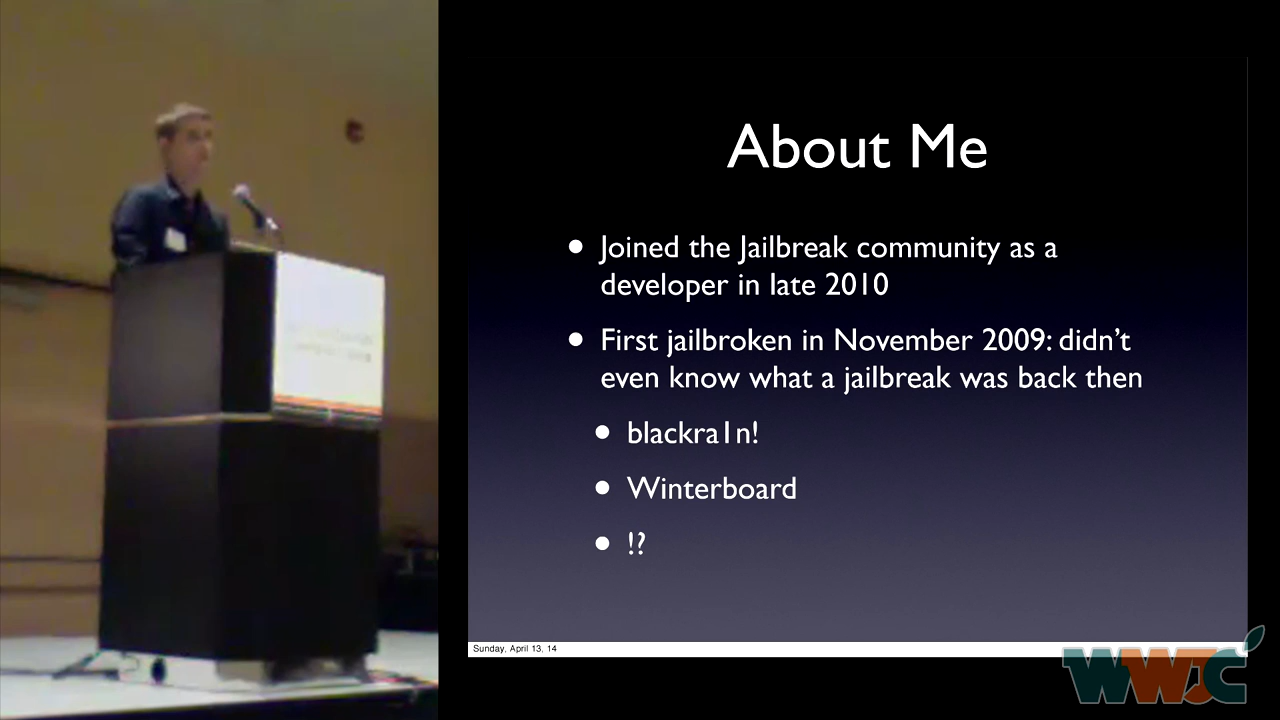 About Me
• Joined the Jailbreak community as a
developer in late 2010
• First jailbroken in November 2009: didn't
even know what a jailbreak was back then
• blackra1n!
• Winterboard
• !?
Sunday, April 13, 14
WWJC